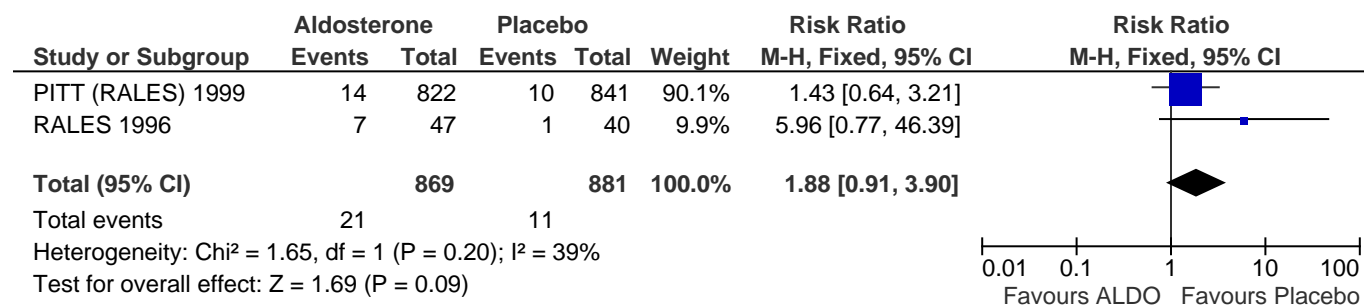 Aldosterone Placebo Risk Ratio Risk Ratio
Study or Subgroup Events Total Events Total Weight M-H, Fixed, 95% CI M-H, Fixed, 95% CI
PITT (RALES) 1999 14 822 10 841 90.1% 1.43 [0.64, 3.21]
RALES 1996 7 47 1 40 9.9% 5.96 [0.77, 46.39]
Total (95% CI) 869 881 100.0% 1.88 [0.91, 3.90]
Total events 21 11
Heterogeneity: Chi² = 1.65, df = 1 (P = 0.20); I² = 39%
Test for overall effect: Z = 1.69 (P = 0.09)
0.01 0.1 1 10 100
Favours ALDO Favours Placebo